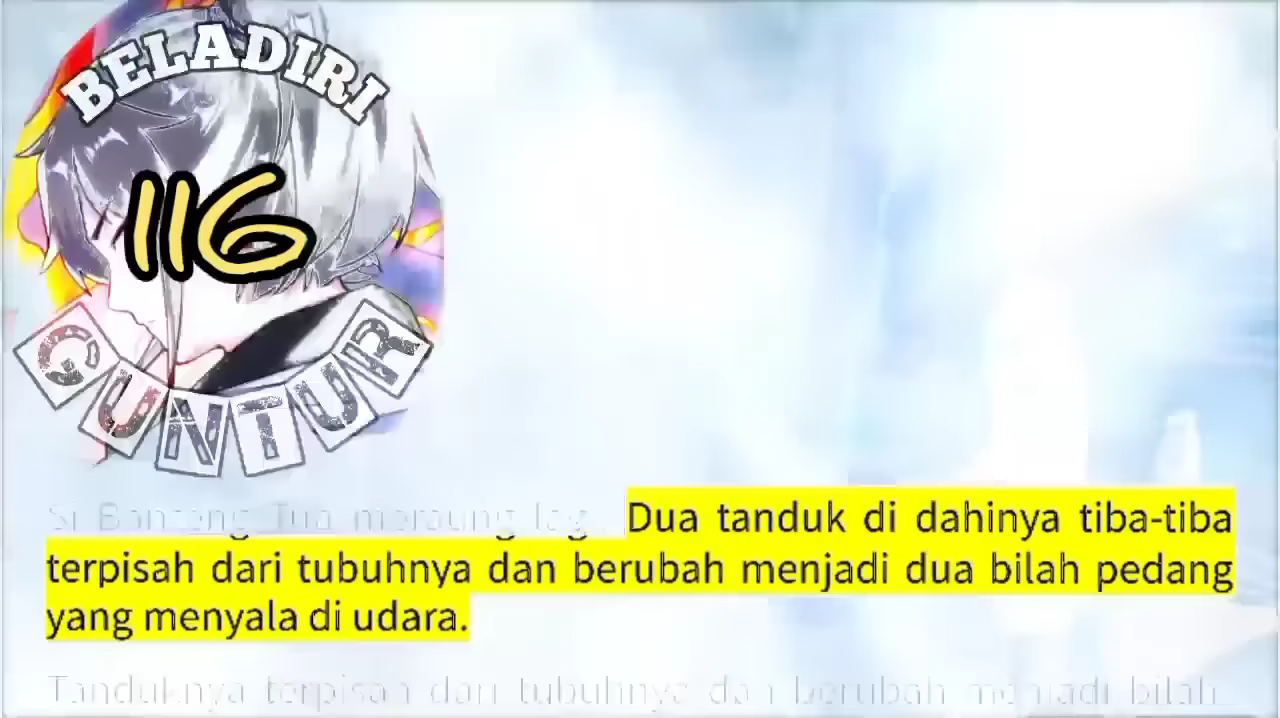 BELADIRI
116
GUNTUR
Si Banteng Tua meraung lagi. Dua tanduk di dahinya tiba-tiba
terpisah dari tubuhnya dan berubah menjadi dua bilah pedang
yang menyala di udara.
Tanduknya terpisah dari tubuhnya dan berubah menjadi bilah